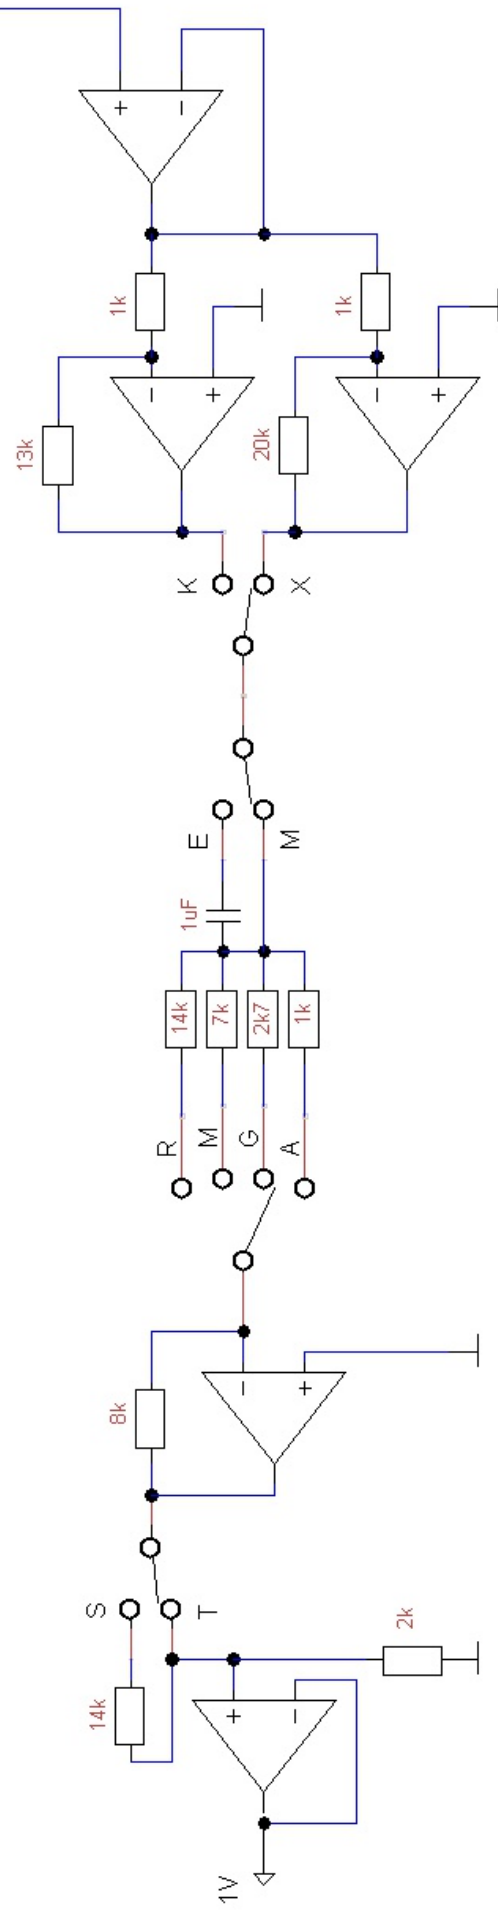 + −
1k 1k
− + − +
13k 20k
K X
E M
1uF
14k 7k 2k7 1k
R M G A
− +
8k
S T
2k
14k
+ −
1V